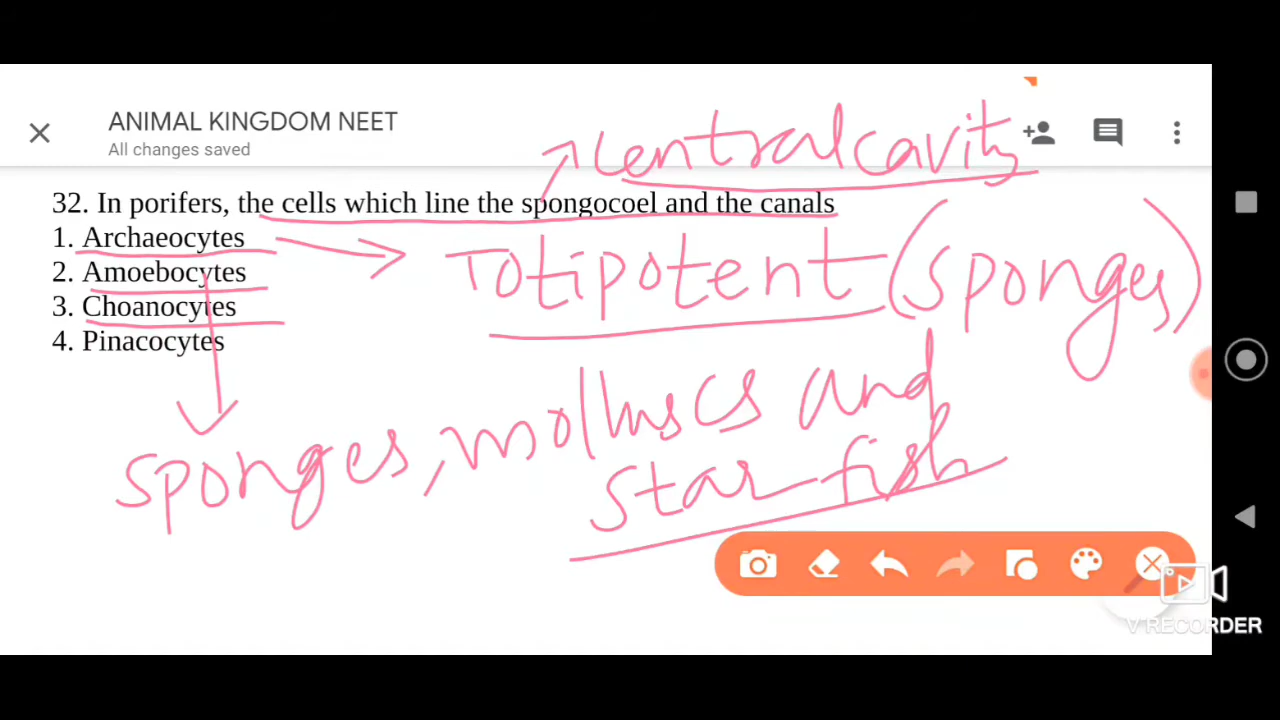 ANIMAL KINGDOM NEET
All changes saved
central cavity
32. In porifers, the cells which line the spongocoel and the canals
1. Archaeocytes
Totipotent (sponges)
2. Amoebocytes
3. Choanocytes
4. Pinacocytes
sponges, molluscs and
star fish
V RECORDER